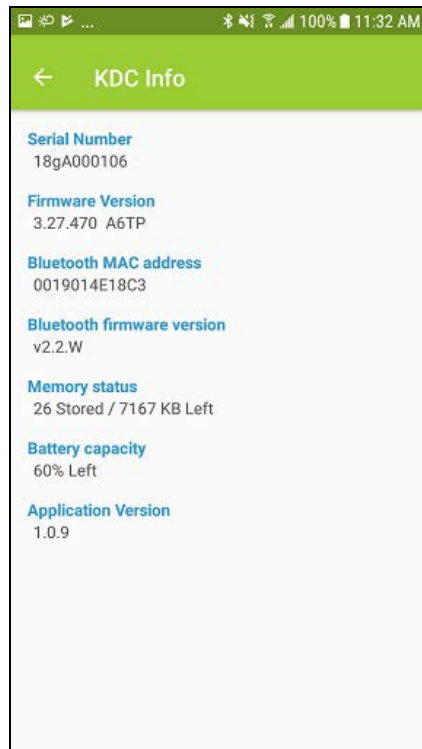 ... 100% 11:32 AM
KDC Info
Serial Number
18gA000106
Firmware Version
3.27.470 A6TP
Bluetooth MAC address
0019014E18C3
Bluetooth firmware version
v2.2.W
Memory status
26 Stored / 7167 KB Left
Battery capacity
60% Left
Application Version
1.0.9